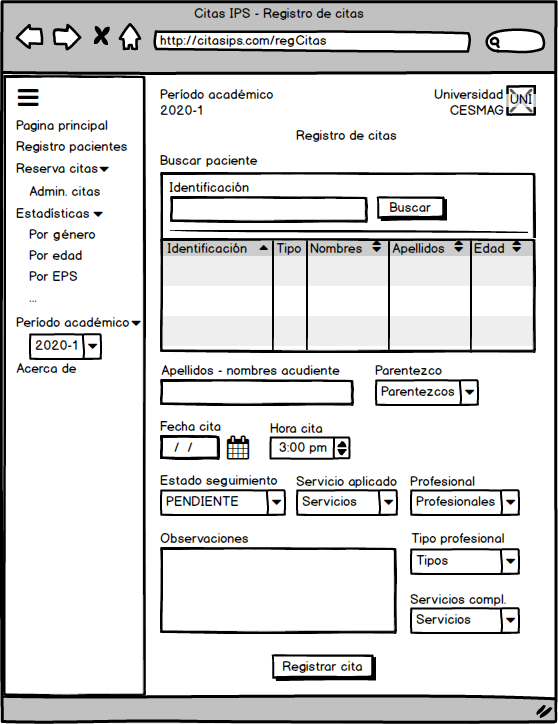 Citas IPS - Registro de citas
http://citasips.com/regCitas
Pagina principal
Registro pacientes
Reserva citas
Admin. citas
Estadísticas
Por género
Por edad
Por EPS
...
Período académico
2020-1
Acerca de
Período académico
2020-1
Universidad
CESMAG
UNI
Registro de citas
Buscar paciente
Identificación
Buscar
Identificación Tipo Nombres Apellidos Edad
Apellidos - nombres acudiente
Parentezco
Parentezcos
Fecha cita
/ /
Hora cita
3:00 pm
Estado seguimiento
PENDIENTE
Servicio aplicado
Servicios
Profesional
Profesionales
Observaciones
Tipo profesional
Tipos
Servicios compl.
Servicios
Registrar cita